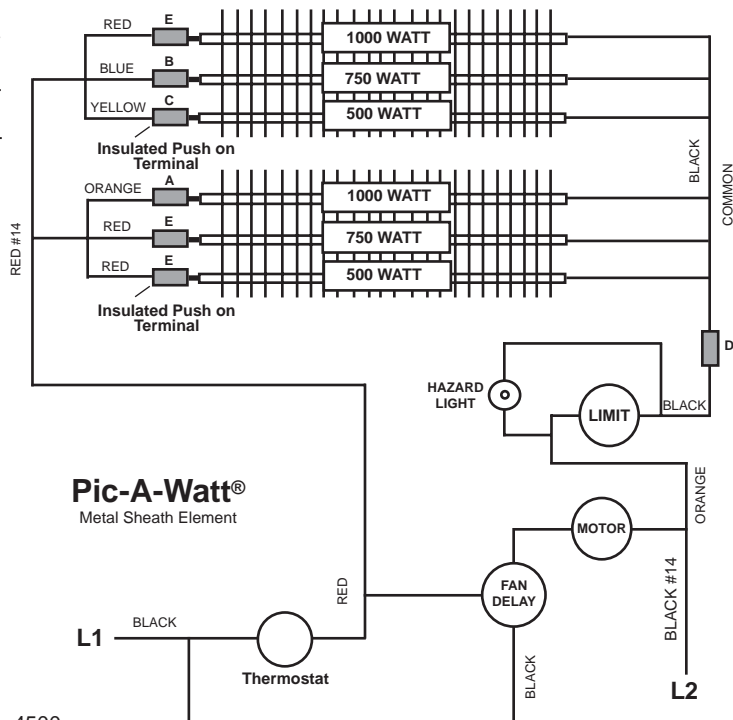 RED
E
1000 WATT
BLUE
B
750 WATT
YELLOW
C
500 WATT
Insulated Push on
Terminal
ORANGE
A
1000 WATT
RED
E
750 WATT
RED
E
500 WATT
Insulated Push on
Terminal
RED #14
BLACK
COMMON
D
HAZARD
LIGHT
LIMIT
BLACK
Pic-A-Watt®
Metal Sheath Element
ORANGE
MOTOR
FAN
DELAY
RED
BLACK #14
L1
BLACK
Thermostat
BLACK
L2